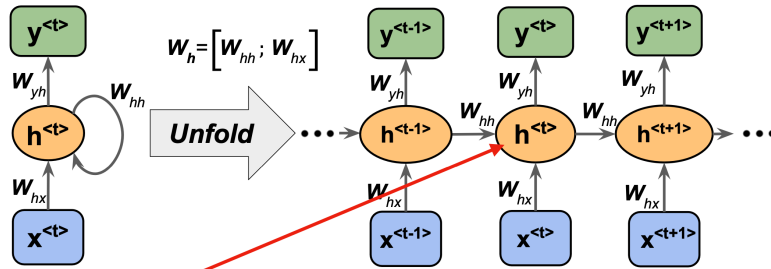 y<t>
W_yh
W_hh
h<t>
W_hx
x<t>
W_h=[W_hh ; W_hx]
Unfold
y<t-1> y<t> y<t+1>
W_yh W_yh W_yh
W_hh W_hh
... h<t-1> h<t> h<t+1> ...
W_hx W_hx W_hx
x<t-1> x<t> x<t+1>